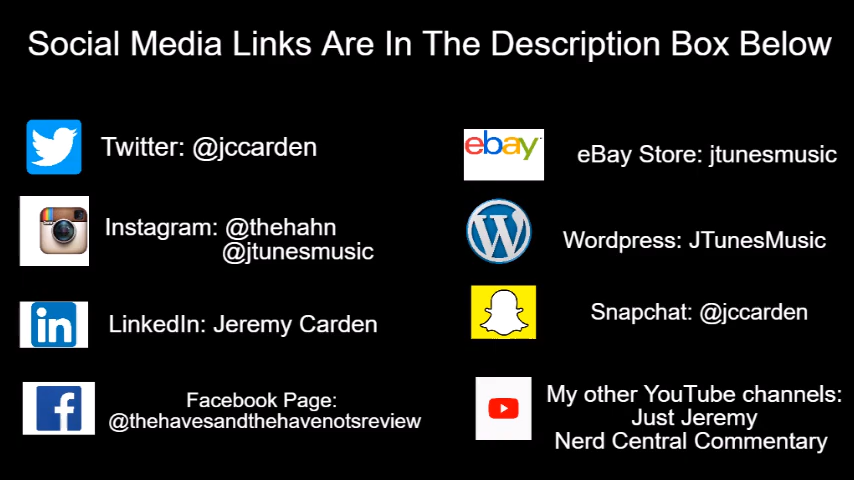 Social Media Links Are In The Description Box Below
Twitter: @jccarden
Instagram: @thehahn
@jtunesmusic
in LinkedIn: Jeremy Carden
f Facebook Page:
@thehavesandthehavenotsreview
ebay eBay Store: jtunesmusic
W Wordpress: JTunesMusic
Snapchat: @jccarden
My other YouTube channels:
Just Jeremy
Nerd Central Commentary